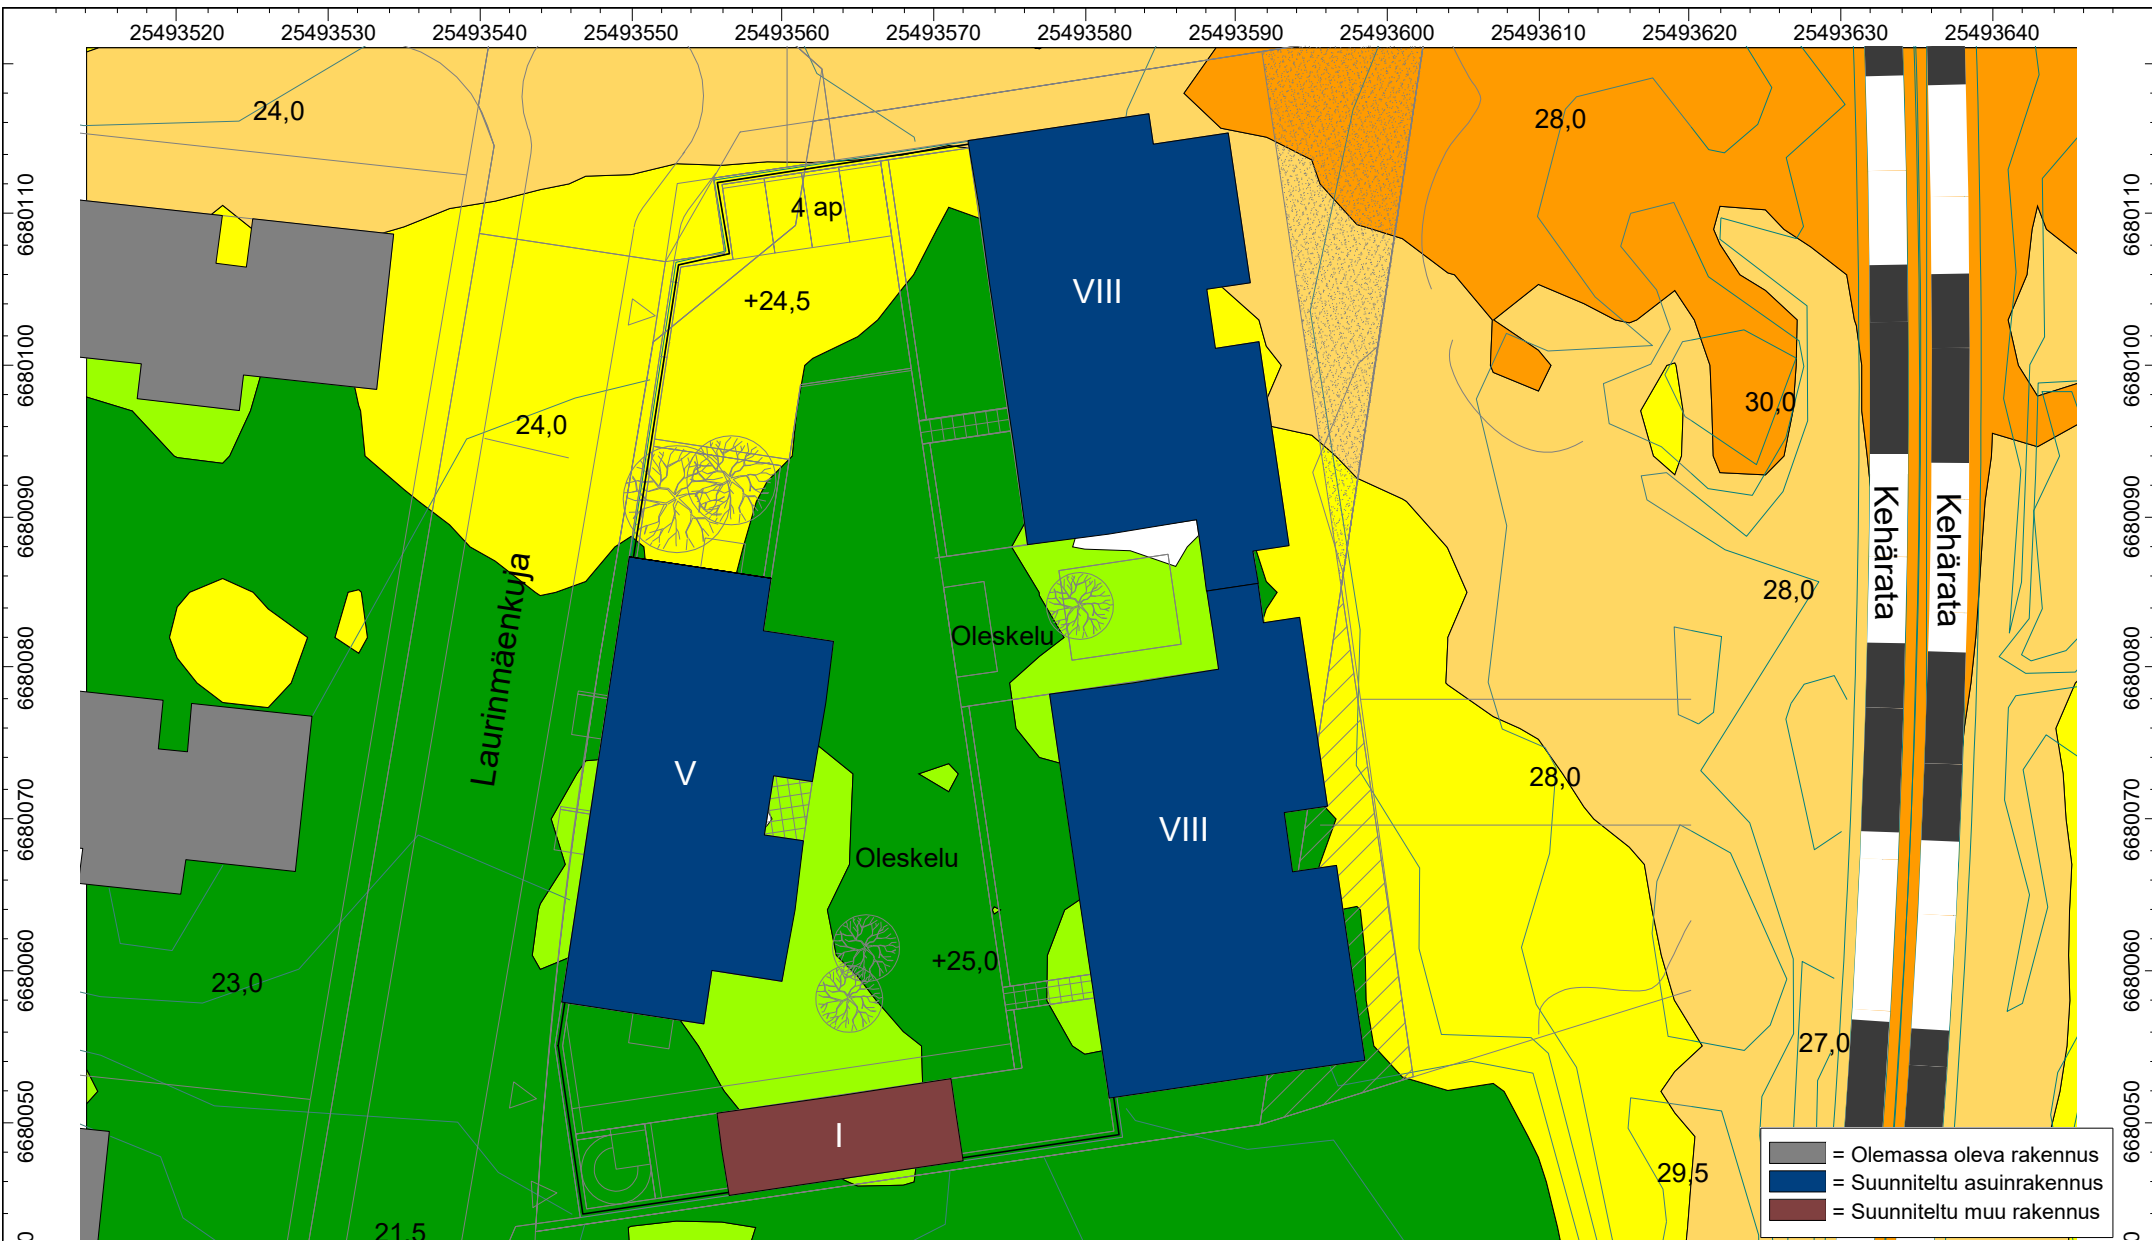 25493520 25493530 25493540 25493550 25493560 25493570 25493580 25493590 25493600 25493610 25493620 25493630 25493640
24,0
28,0
6680110
4 ap
6680110
VIII
+24,5
6680100
6680100
30,0
24,0
6680090
Kehärata
Kehärata
6680090
28,0
Laurinmäenkuja
Oleskelu
6680080
6680080
V
28,0
6680070
VIII
6680070
Oleskelu
+25,0
23,0
6680060
6680060
27,0
6680050
I
6680050
29,5
21,5
= Olemassa oleva rakennus
= Suunniteltu asuinrakennus
= Suunniteltu muu rakennus